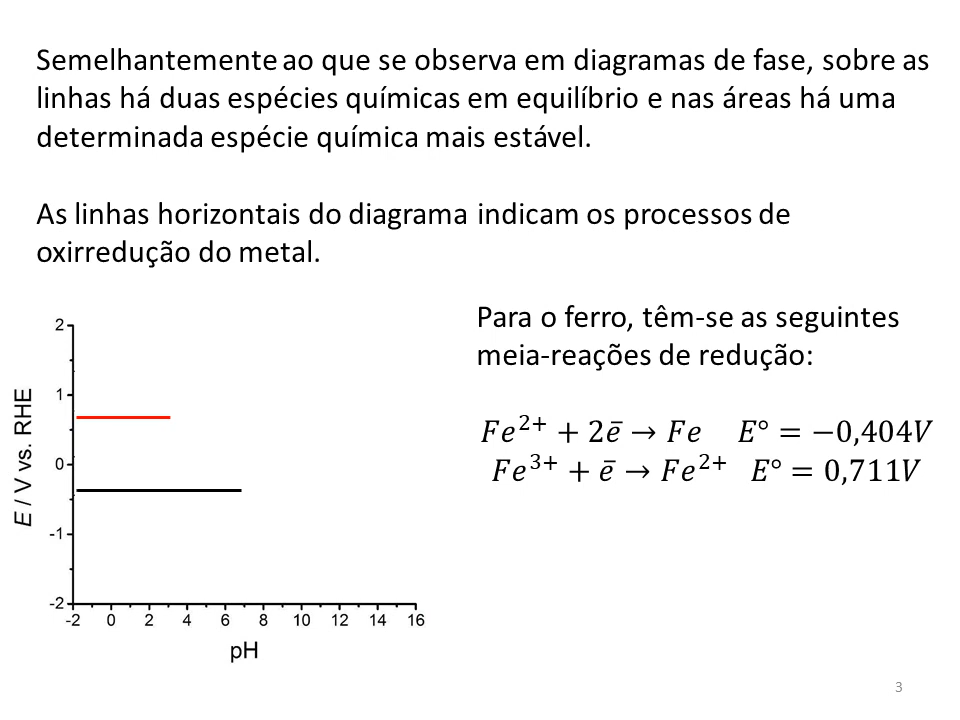 Semelhantemente ao que se observa em diagramas de fase, sobre as
linhas há duas espécies químicas em equilíbrio e nas áreas há uma
determinada espécie química mais estável.
As linhas horizontais do diagrama indicam os processos de
oxirredução do metal.
Para o ferro, têm-se as seguintes
meia-reações de redução:
Fe²⁺ + 2ē → Fe E° = −0,404V
Fe³⁺ + ē → Fe²⁺ E° = 0,711V
E / V vs. RHE
2
1
0
-1
-2
-2 0 2 4 6 8 10 12 14 16
pH
3